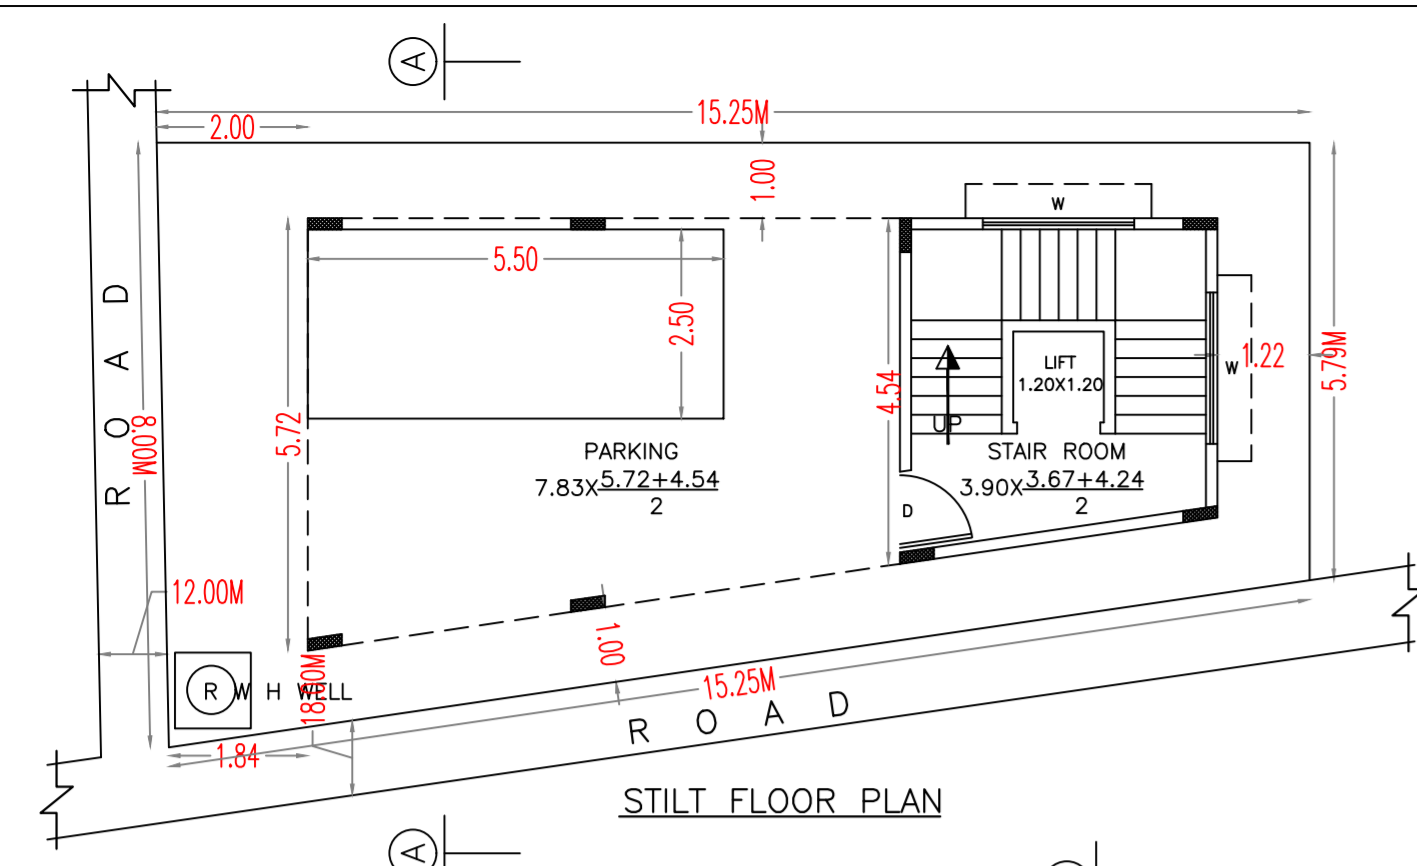 A
15.25M
2.00
1.00
W
5.50
2.50
ROAD
8.00M
5.72
4.54
LIFT
1.20X1.20
UP
W
1.22
5.79M
PARKING
7.83X5.72+4.54
2
STAIR ROOM
3.90X3.67+4.24
2
D
12.00M
1.00
R W H WELL
18.00M
15.25M
ROAD
1.84
STILT FLOOR PLAN
A